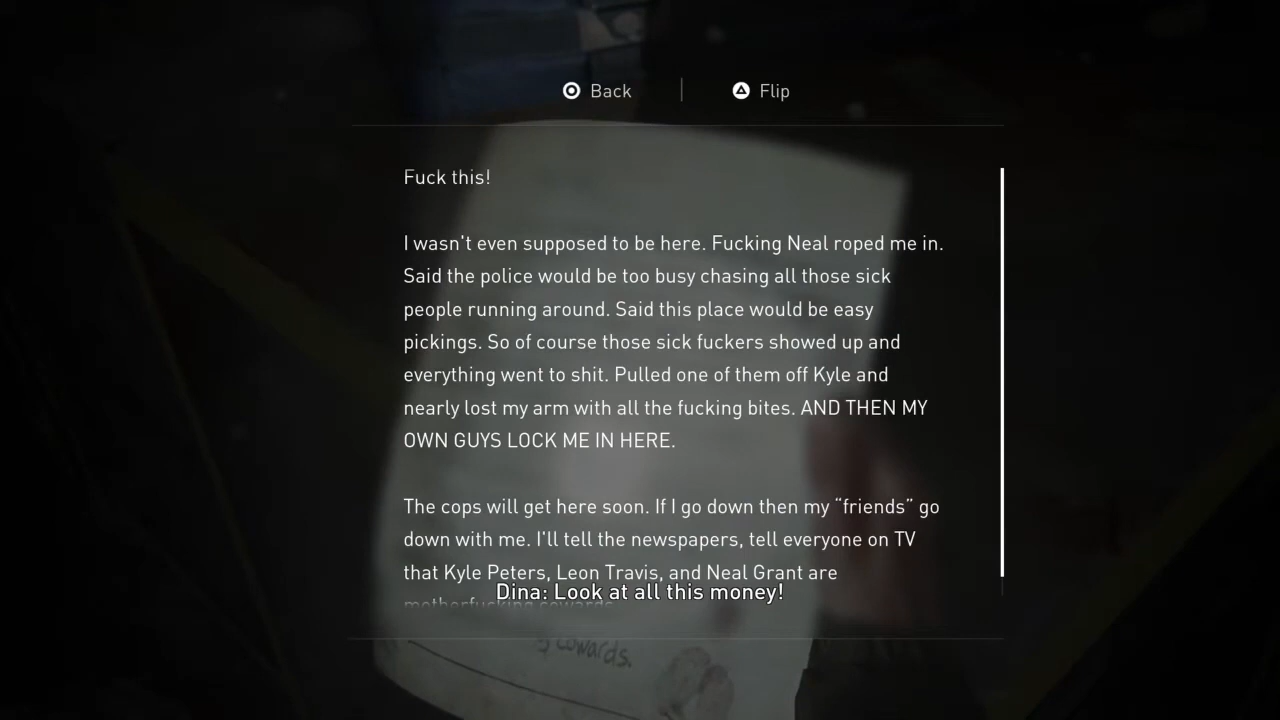 Back | Flip
Fuck this!
I wasn't even supposed to be here. Fucking Neal roped me in.
Said the police would be too busy chasing all those sick
people running around. Said this place would be easy
pickings. So of course those sick fuckers showed up and
everything went to shit. Pulled one of them off Kyle and
nearly lost my arm with all the fucking bites. AND THEN MY
OWN GUYS LOCK ME IN HERE.
The cops will get here soon. If I go down then my “friends” go
down with me. I'll tell the newspapers, tell everyone on TV
that Kyle Peters, Leon Travis, and Neal Grant are
motherfucking cowards.
Dina: Look at all this money!
cowards.